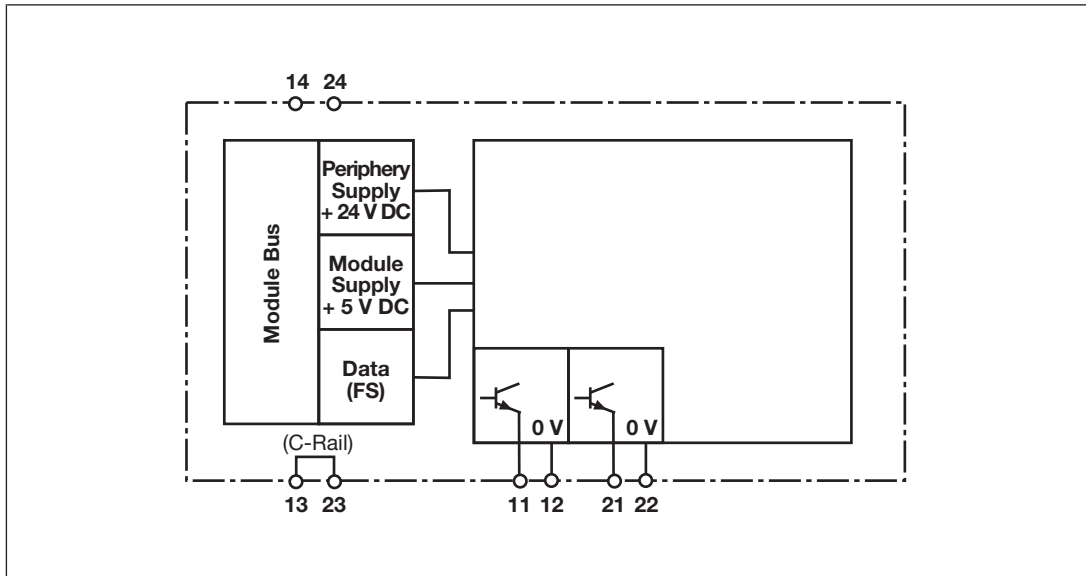 14 24
Module Bus
Periphery
Supply
+ 24 V DC
Module
Supply
+ 5 V DC
Data
(FS)
0 V 0 V
(C-Rail)
13 23 11 12 21 22